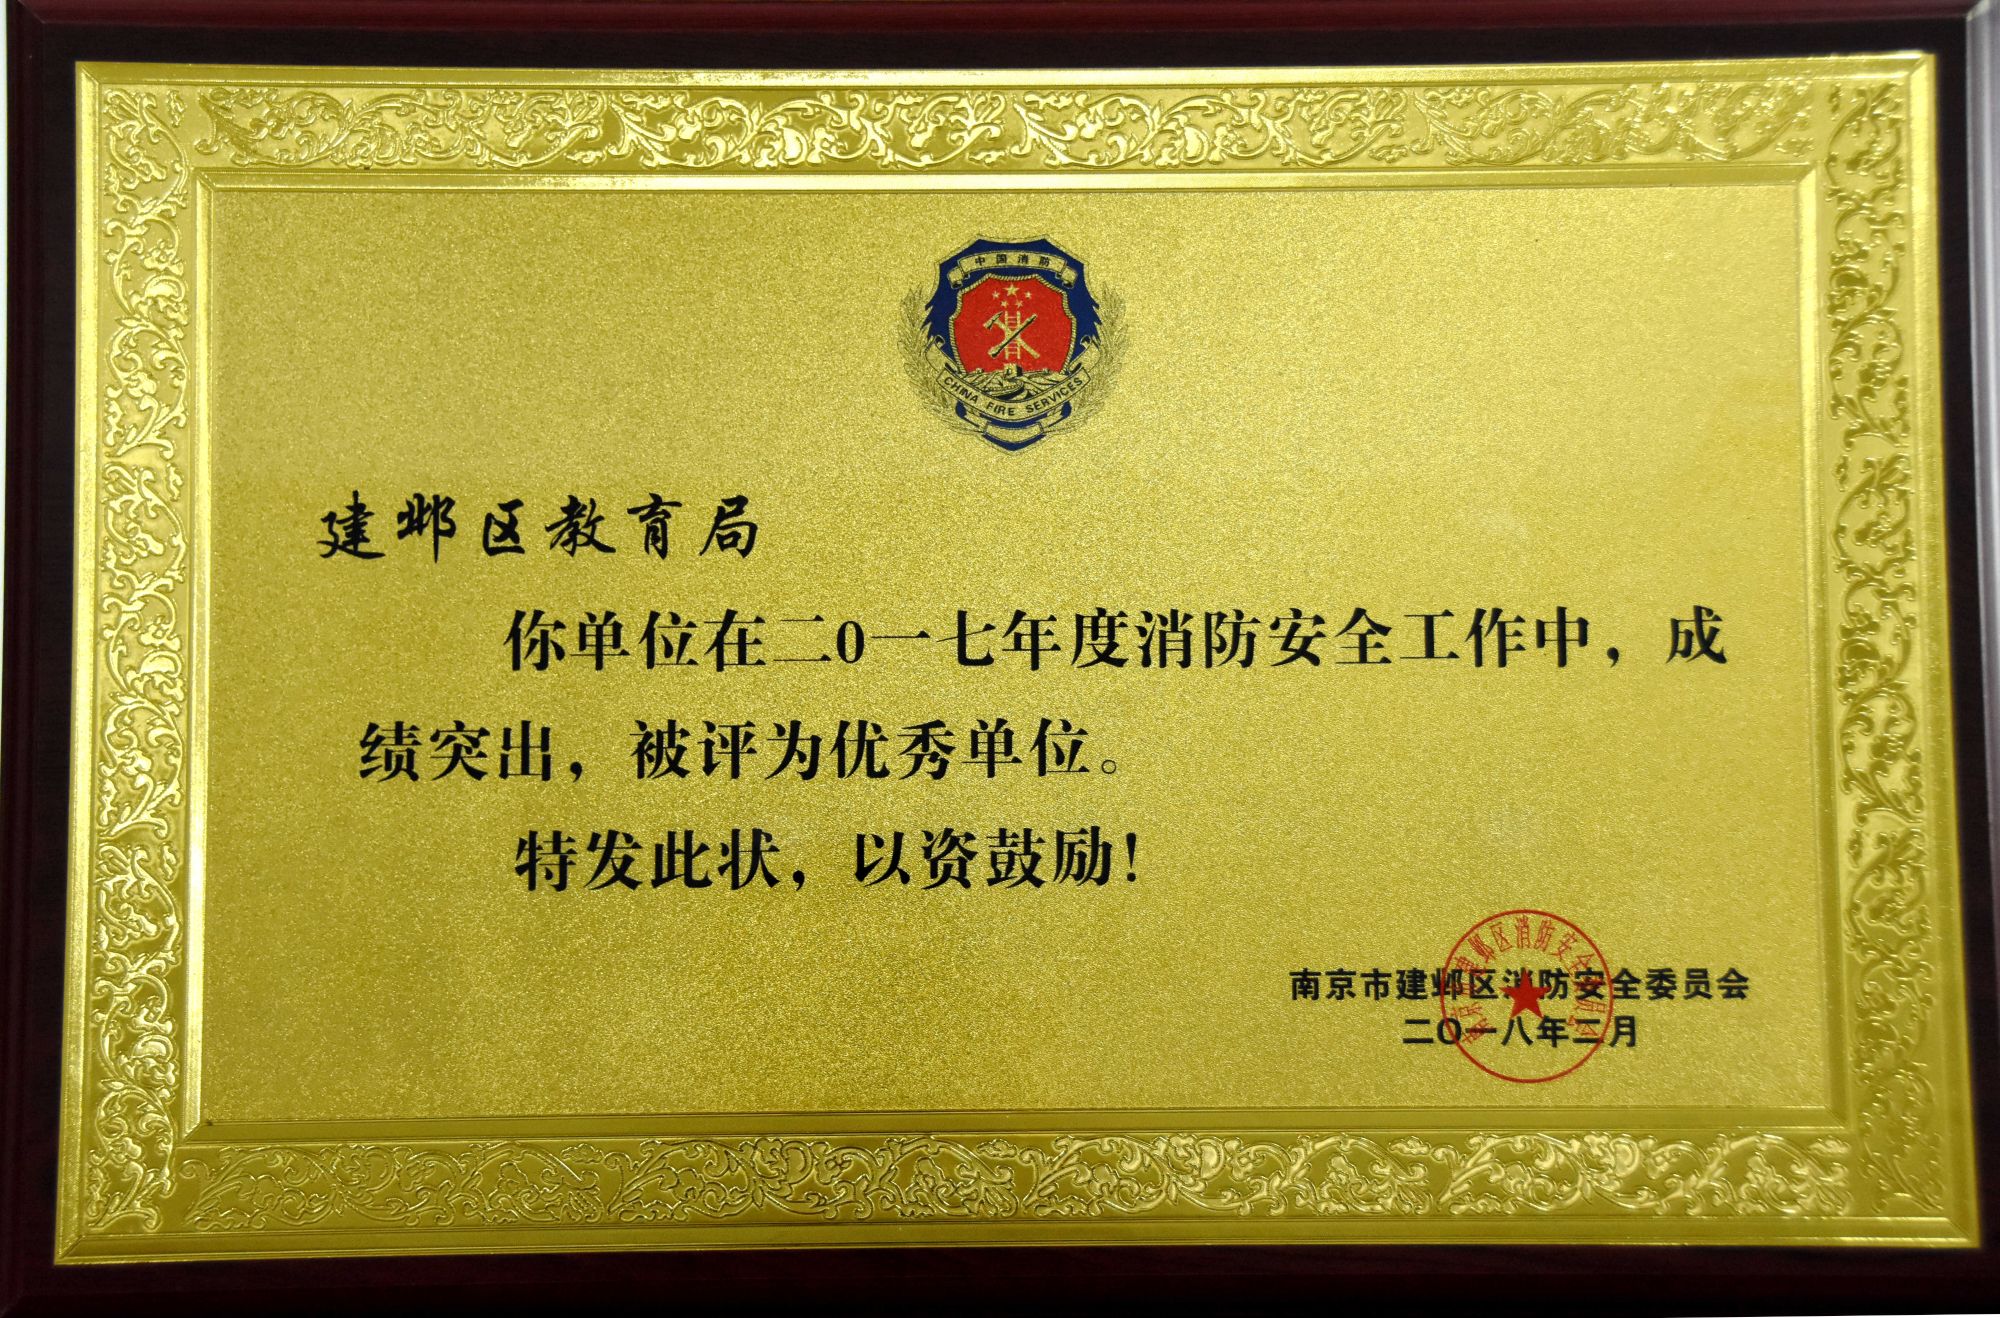 中国消防
CHINA FIRE SERVICES
建邺区教育局
你单位在二0一七年度消防安全工作中，成
绩突出，被评为优秀单位。
特发此状，以资鼓励！
南京市建邺区消防安全委员会
二〇一八年二月